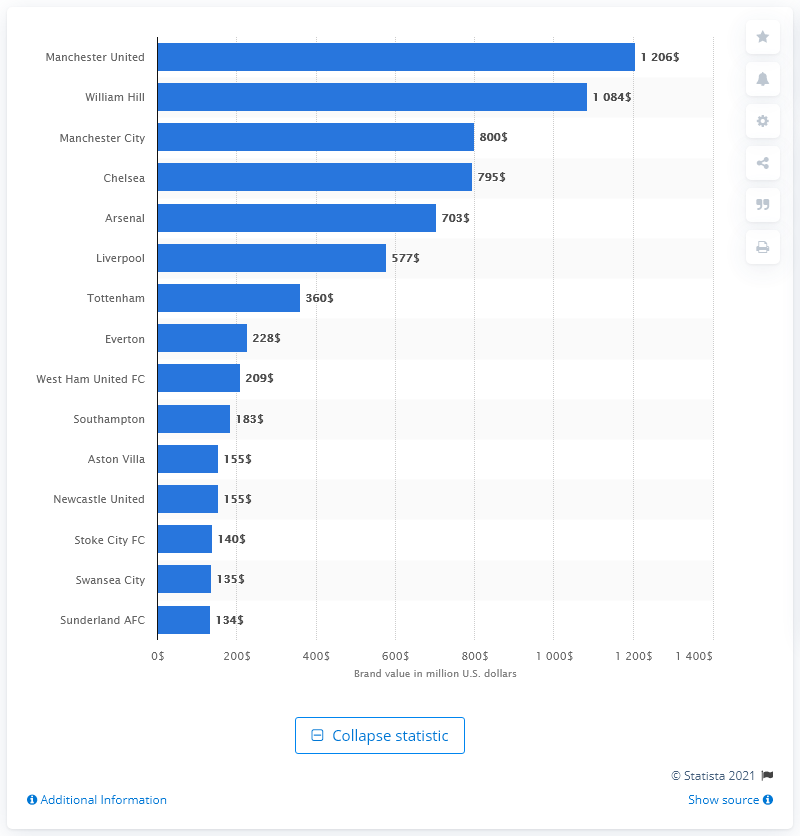 Manchester United 1 206$
William Hill 1 084$
Manchester City 800$
Chelsea 795$
Arsenal 703$
Liverpool 577$
Tottenham 360$
Everton 228$
West Ham United FC 209$
Southampton 183$
Aston Villa 155$
Newcastle United 155$
Stoke City FC 140$
Swansea City 135$
Sunderland AFC 134$
0$ 200$ 400$ 600$ 800$ 1 000$ 1 200$ 1 400$
Brand value in million U.S. dollars
Collapse statistic
© Statista 2021
Additional Information Show source